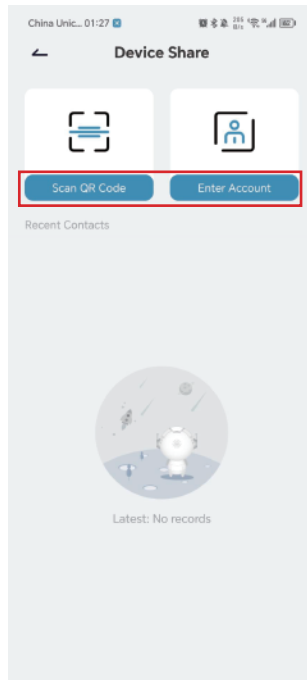 China Unic... 01:27
Device Share
Scan QR Code
Enter Account
Recent Contacts
Latest: No records